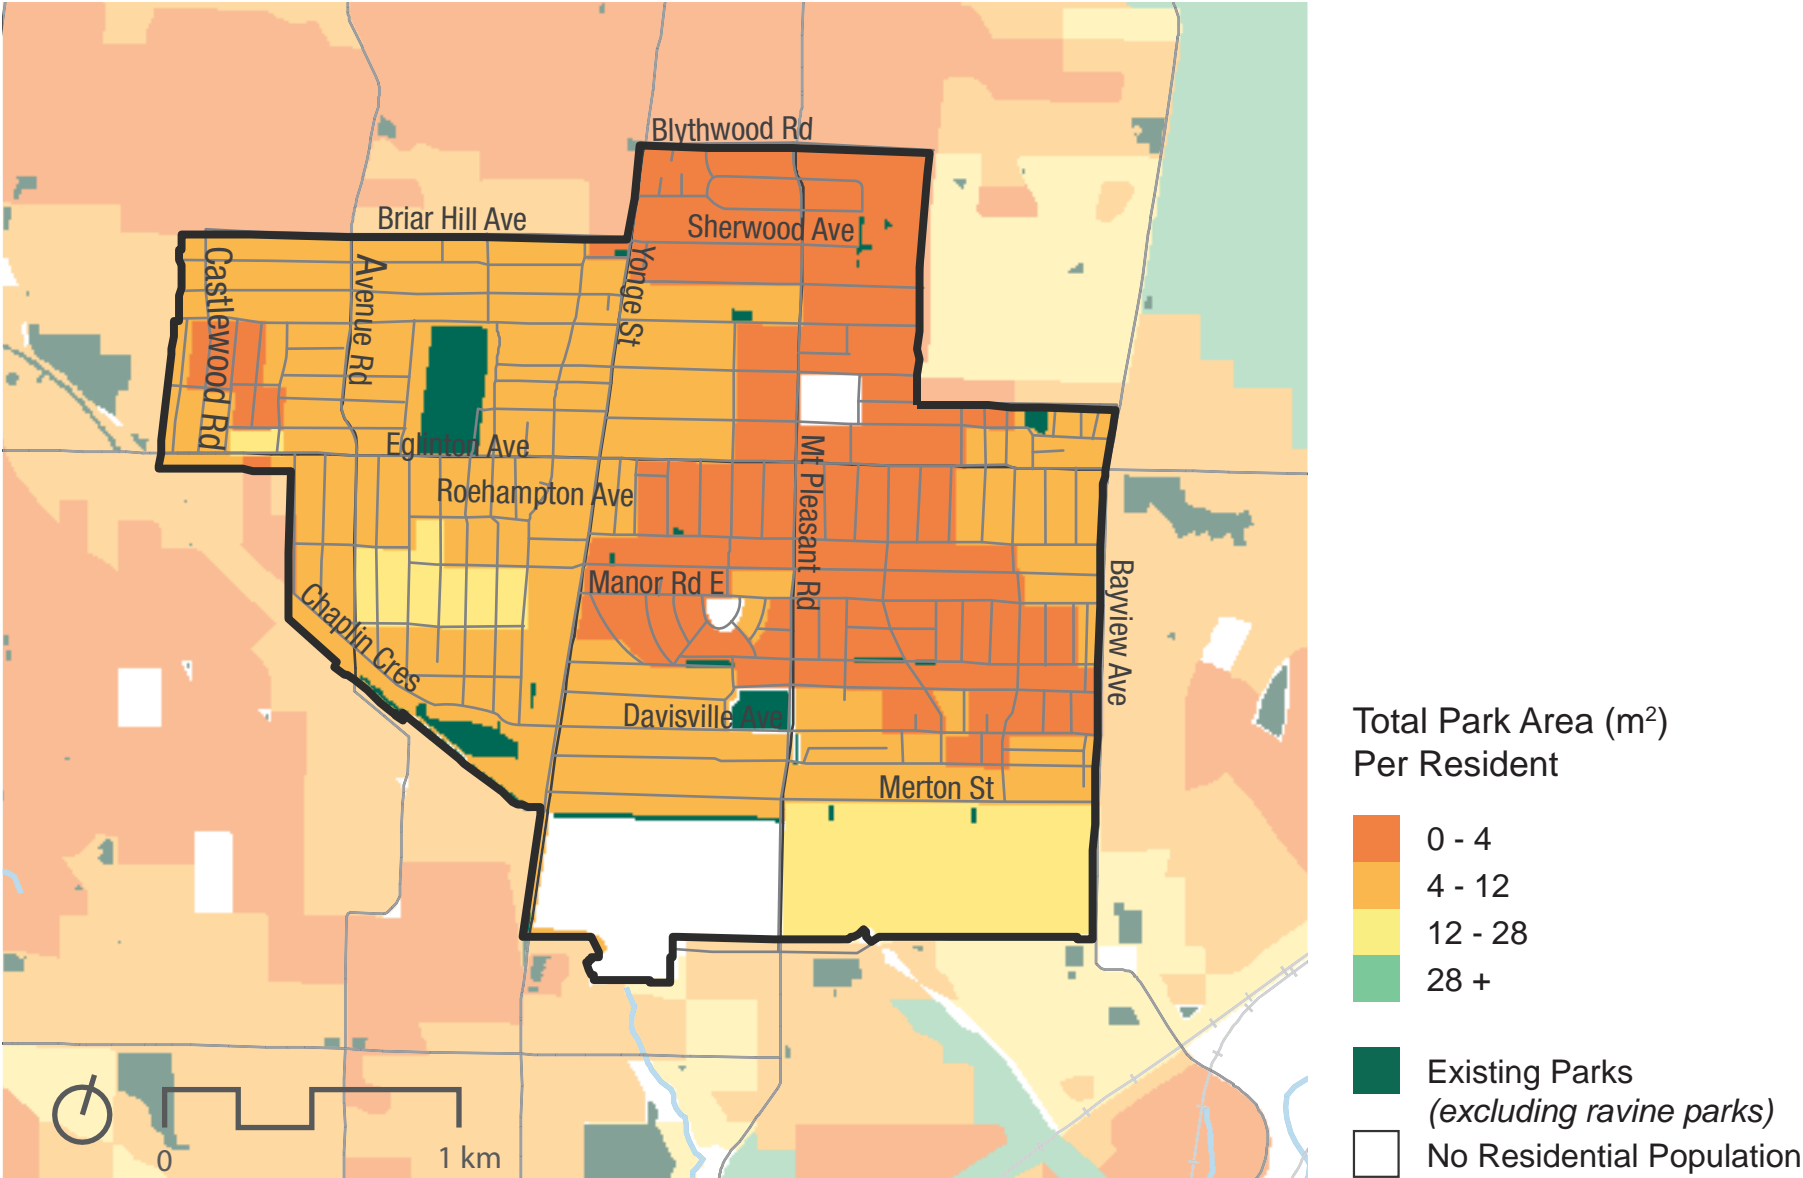 Blythwood Rd
Briar Hill Ave
Sherwood Ave
Castlewood Rd
Avenue Rd
Yonge St
Eglinton Ave
Roehampton Ave
Mt Pleasant Rd
Manor Rd E
Chaplin Cres
Bayview Ave
Davisville Ave
Merton St
0
1 km
Total Park Area (m²)
Per Resident
0 - 4
4 - 12
12 - 28
28 +
Existing Parks
(excluding ravine parks)
No Residential Population